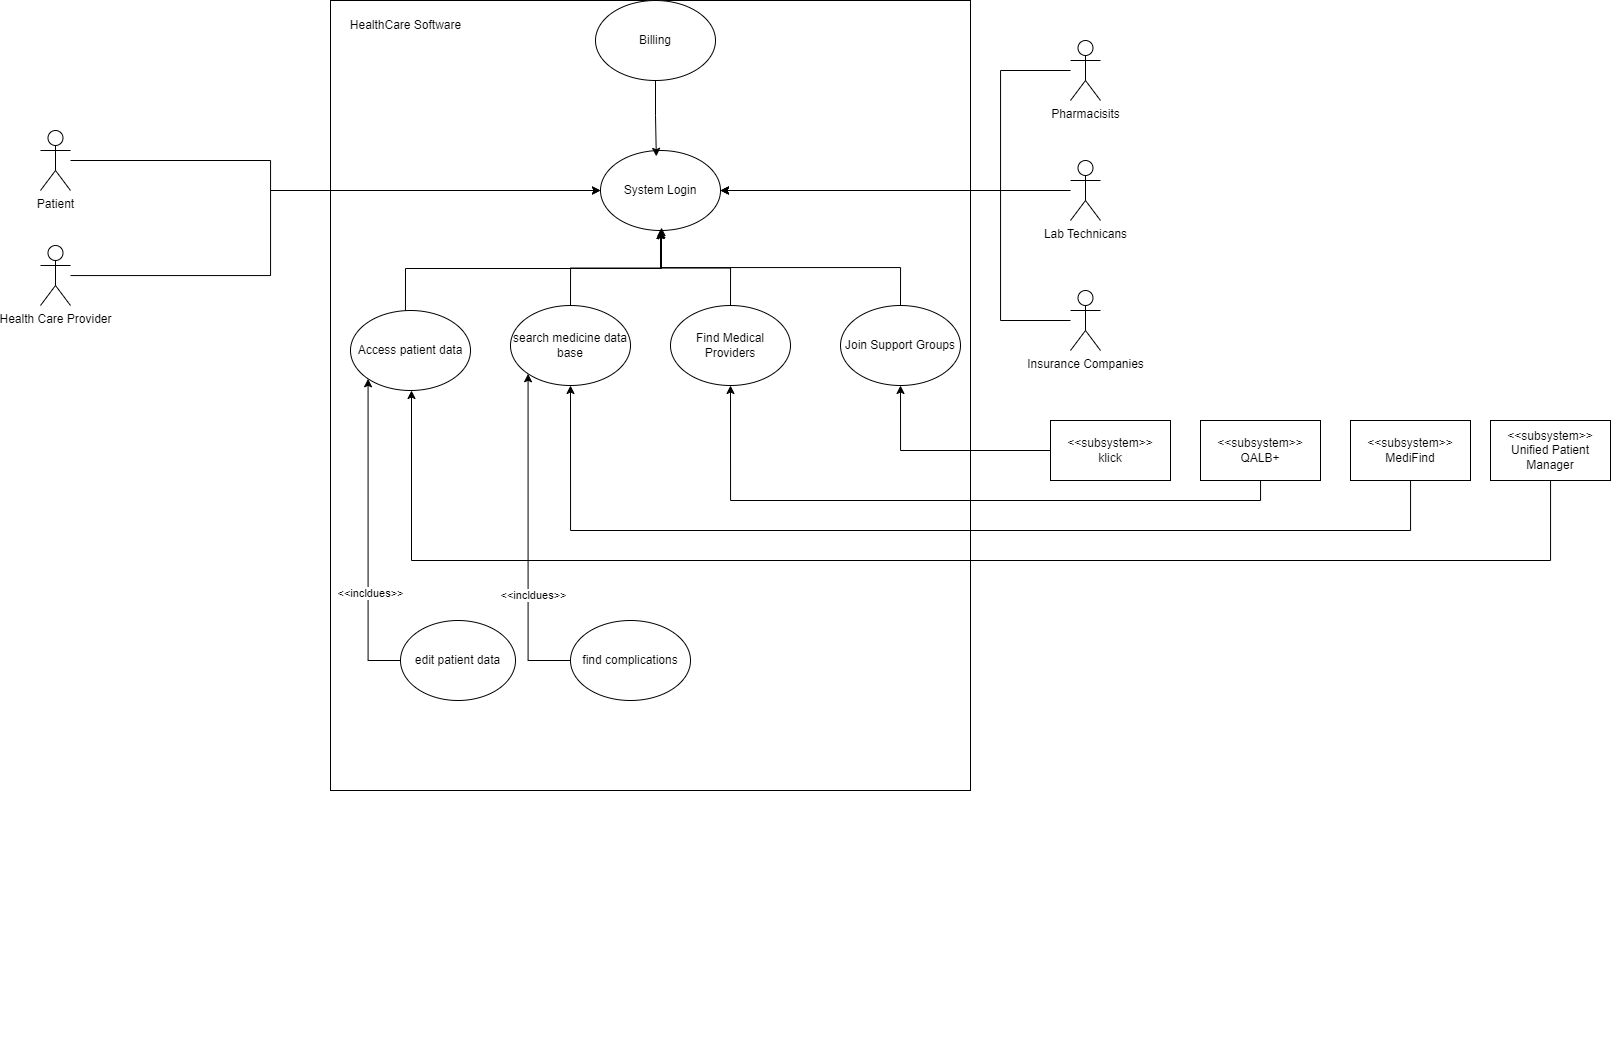 HealthCare Software
Billing
Pharmacisits
Patient
System Login
Lab Technicans
Health Care Provider
Access patient data
search medicine data
base
Find Medical
Providers
Join Support Groups
Insurance Companies
<<subsystem>>
klick
<<subsystem>>
QALB+
<<subsystem>>
MediFind
<<subsystem>>
Unified Patient
Manager
<<incldues>>
<<incldues>>
edit patient data
find complications